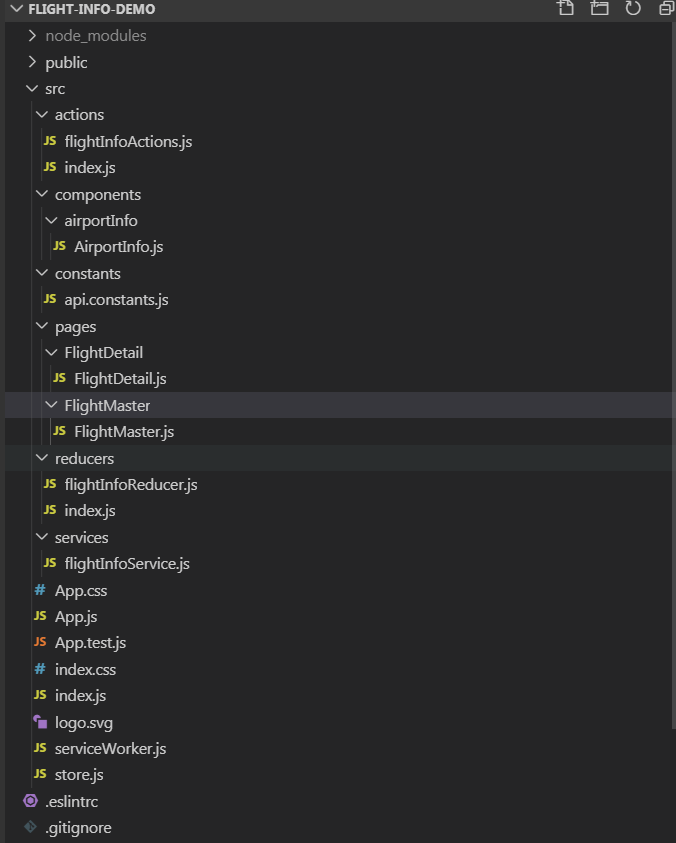 FLIGHT-INFO-DEMO
node_modules
public
src
actions
JS flightInfoActions.js
JS index.js
components
airportInfo
JS AirportInfo.js
constants
JS api.constants.js
pages
FlightDetail
JS FlightDetail.js
FlightMaster
JS FlightMaster.js
reducers
JS flightInfoReducer.js
JS index.js
services
JS flightInfoService.js
# App.css
JS App.js
JS App.test.js
# index.css
JS index.js
logo.svg
JS serviceWorker.js
JS store.js
.eslintrc
.gitignore